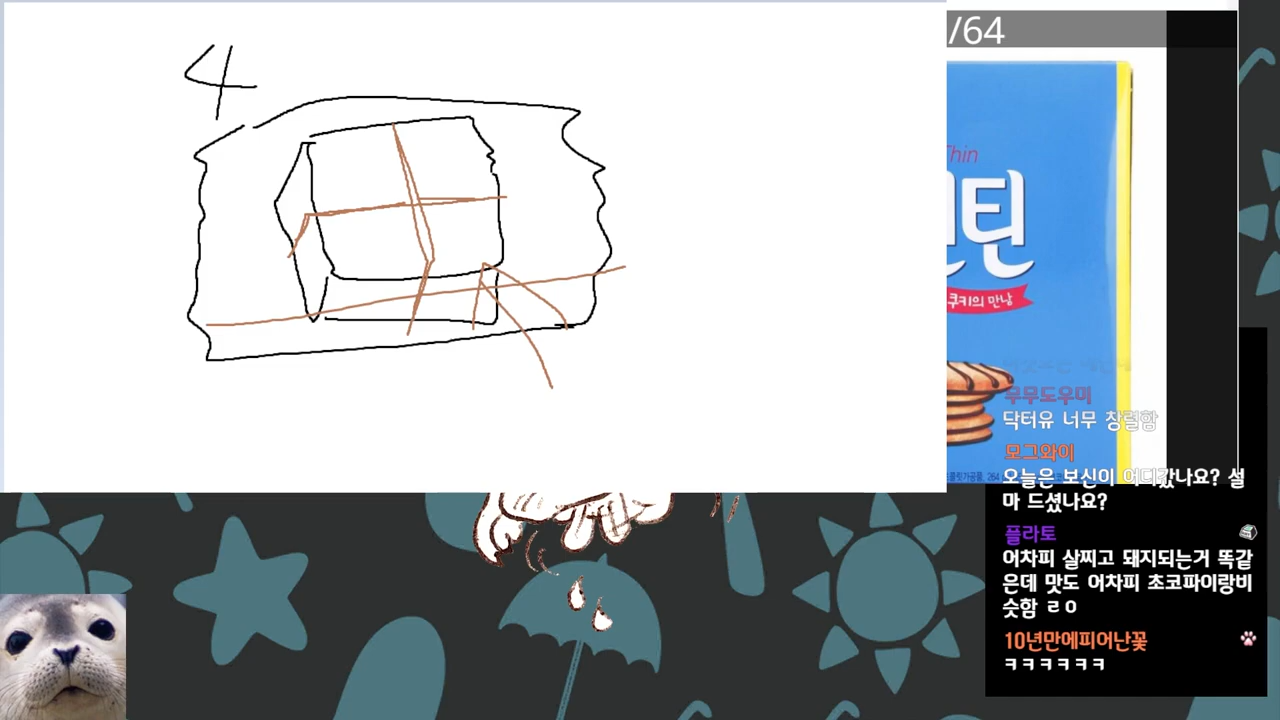 4
/64
Thin
틴
쿠키의 만남
무무도우미
닥터유 너무 창렬함
모그와이
오늘은 보신이 어디갔나요? 설
마 드셨나요?
플라토
어차피 살찌고 돼지되는거 똑같
은데 맛도 어차피 초코파이랑비
슷함 ㄹㅇ
10년만에피어난꽃
ㅋㅋㅋㅋㅋㅋ